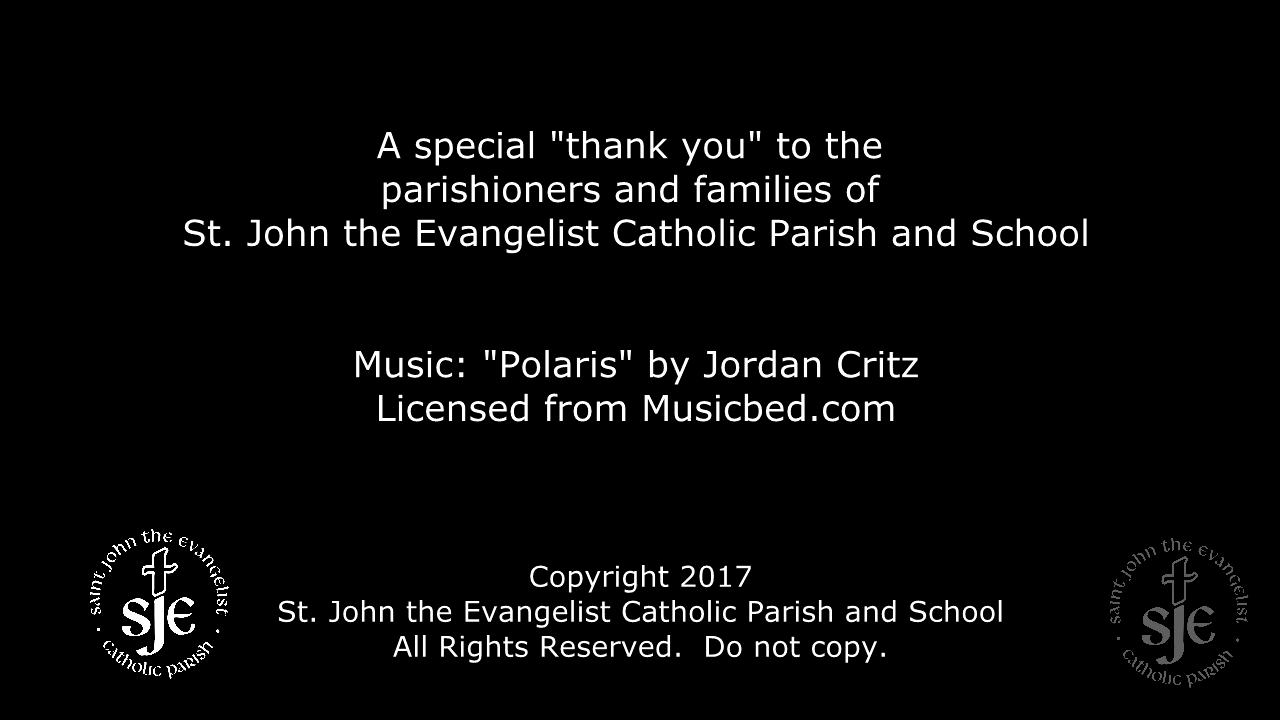 A special "thank you" to the
parishioners and families of
St. John the Evangelist Catholic Parish and School
Music: "Polaris" by Jordan Critz
Licensed from Musicbed.com
Copyright 2017
St. John the Evangelist Catholic Parish and School
All Rights Reserved.  Do not copy.
saint john the evangelist
sje
catholic parish
saint john the evangelist
sje
catholic parish